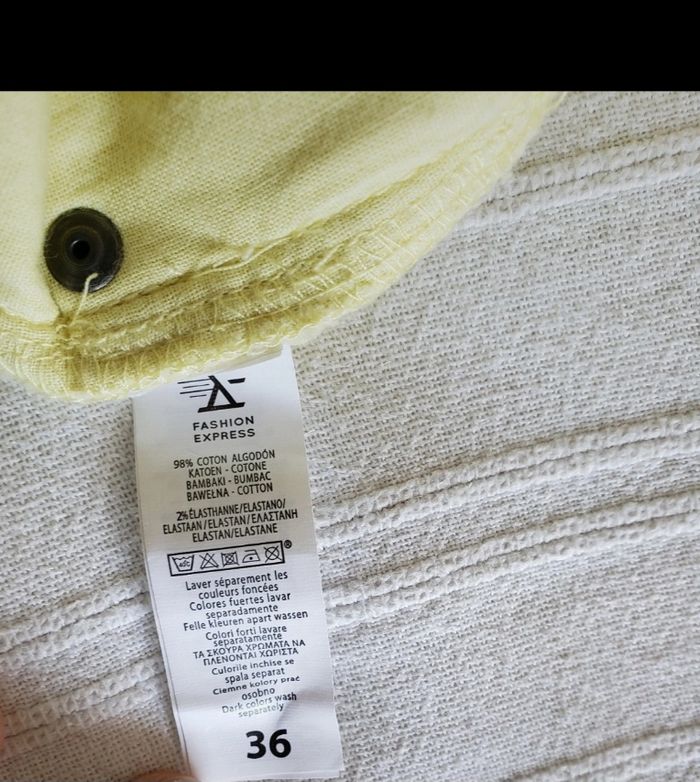 FASHION
EXPRESS
98% COTON ALGODÓN
KATOEN - COTONE
BAMBAKI - BUMBAC
BAWEŁNA - COTTON
2% ÉLASTHANNE/ELASTANO/
ELASTAAN/ELASTAN/ΕΛΑΣΤΑΝΗ
ELASTAN/ELASTANE
®
Laver séparement les
couleurs foncées
Colores fuertes lavar
separadamente
Felle kleuren apart wassen
Colori forti lavare
separatamente
ΤΑ ΣΚΟΥΡΑ ΧΡΩΜΑΤΑ ΝΑ
ΠΛΕΝΟΝΤΑΙ ΧΩΡΙΣΤΑ
Culorile inchise se
spala separat
Ciemne kolory prać
osobno
Dark colors wash
separately
36